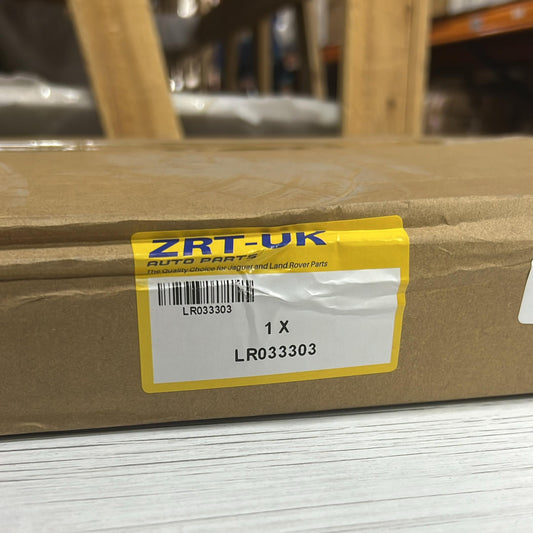 ZRT-UK
AUTO PARTS
The Quality Choice for Jaguar and Land Rover Parts
LR033303
1 X
LR033303